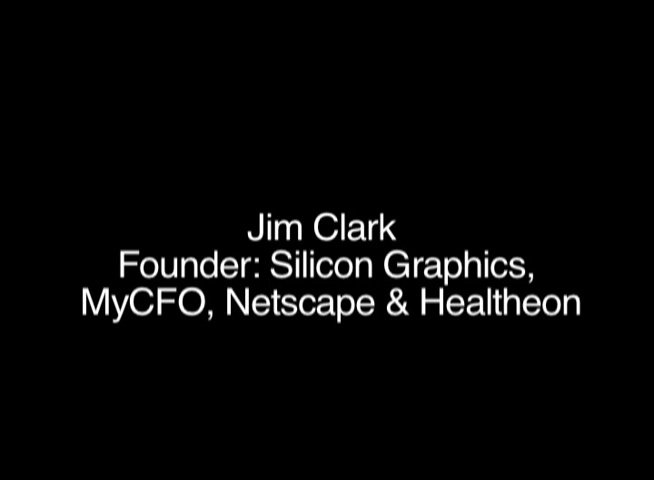 Jim Clark
Founder: Silicon Graphics,
MyCFO, Netscape & Healtheon